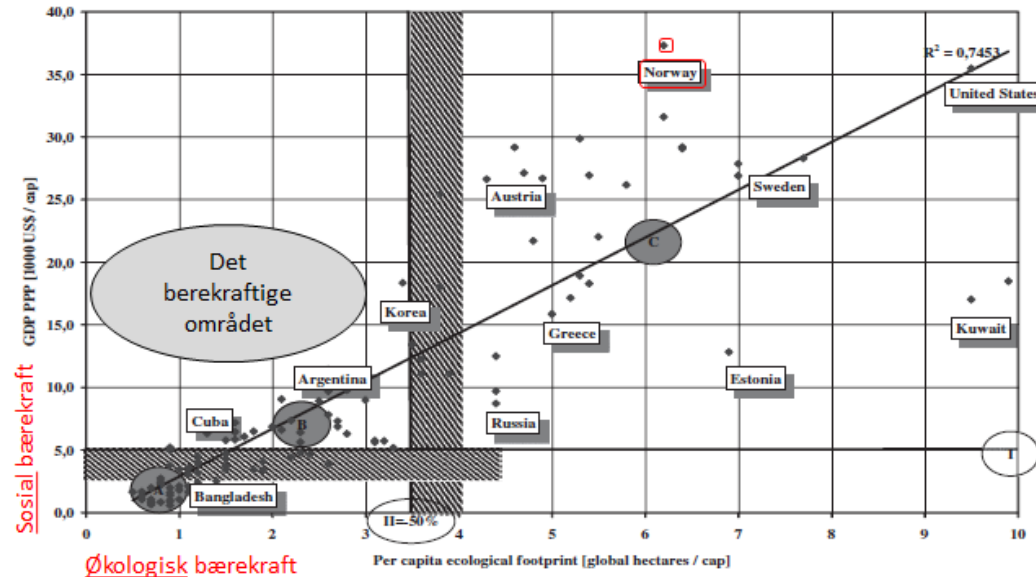 40,0
35,0
30,0
25,0
20,0
15,0
10,0
5,0
0,0
GDP PPP [1000 US$ / cap]
Sosial bærekraft
R² = 0,7453
Norway
United States
Austria
Sweden
C
Det
berekraftige
området
Korea
Greece
Kuwait
Argentina
Estonia
Cuba
B
Russia
I
A
Bangladesh
II=-50%
0 1 2 3 4 5 6 7 8 9 10
Per capita ecological footprint [global hectares / cap]
Økologisk bærekraft